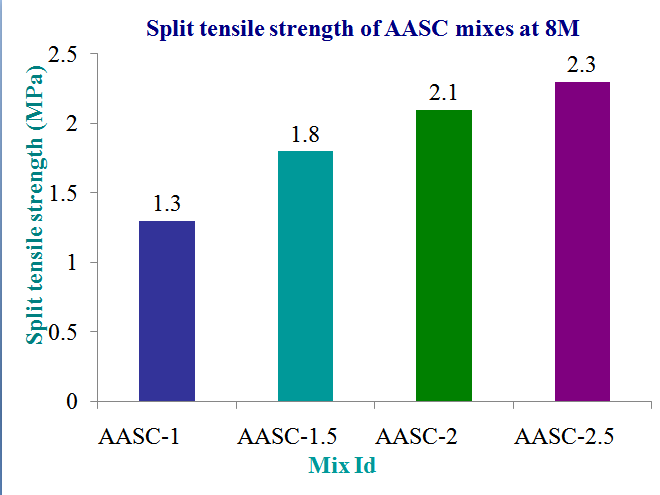 Split tensile strength of AASC mixes at 8M
Split tensile strength (MPa)
2.5
2
1.5
1
0.5
0
1.3
1.8
2.1
2.3
AASC-1 AASC-1.5 AASC-2 AASC-2.5
Mix Id